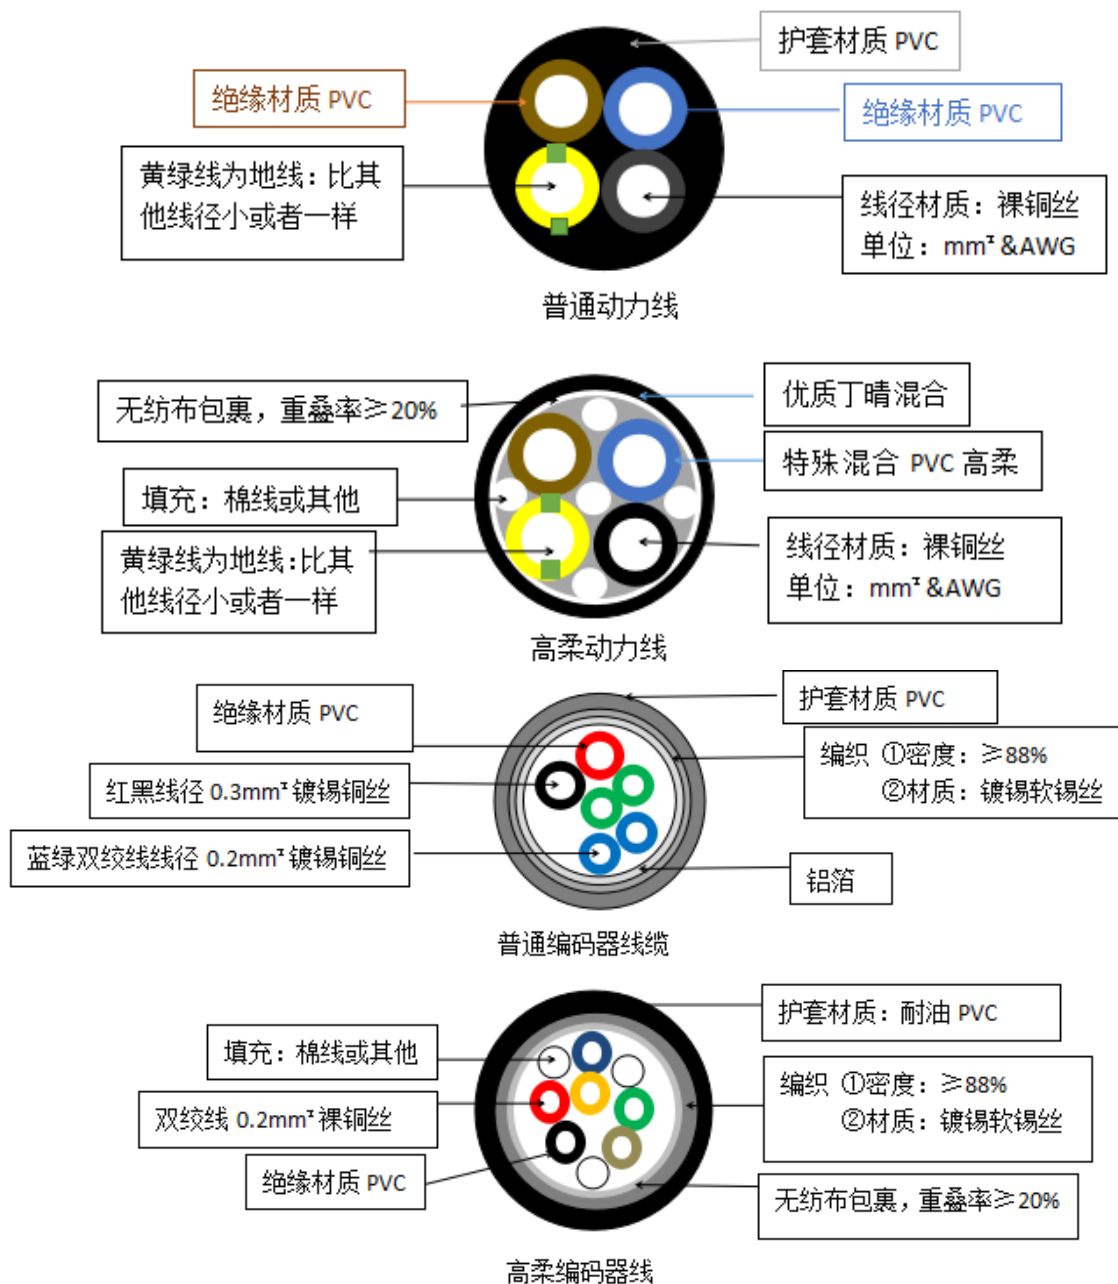 护套材质 PVC
绝缘材质 PVC
绝缘材质 PVC
黄绿线为地线：比其
他线径小或者一样
线径材质：裸铜丝
单位：mm² &AWG
普通动力线
无纺布包裹，重叠率≥20%
优质丁晴混合
特殊混合 PVC 高柔
填充：棉线或其他
黄绿线为地线：比其
他线径小或者一样
线径材质：裸铜丝
单位：mm² &AWG
高柔动力线
绝缘材质 PVC
护套材质 PVC
编织 ①密度：≥88%
②材质：镀锡软锡丝
红黑线径 0.3mm² 镀锡铜丝
蓝绿双绞线线径 0.2mm² 镀锡铜丝
铝箔
普通编码器线缆
护套材质：耐油 PVC
填充：棉线或其他
编织 ①密度：≥88%
②材质：镀锡软锡丝
双绞线 0.2mm² 裸铜丝
绝缘材质 PVC
无纺布包裹，重叠率≥20%
高柔编码器线